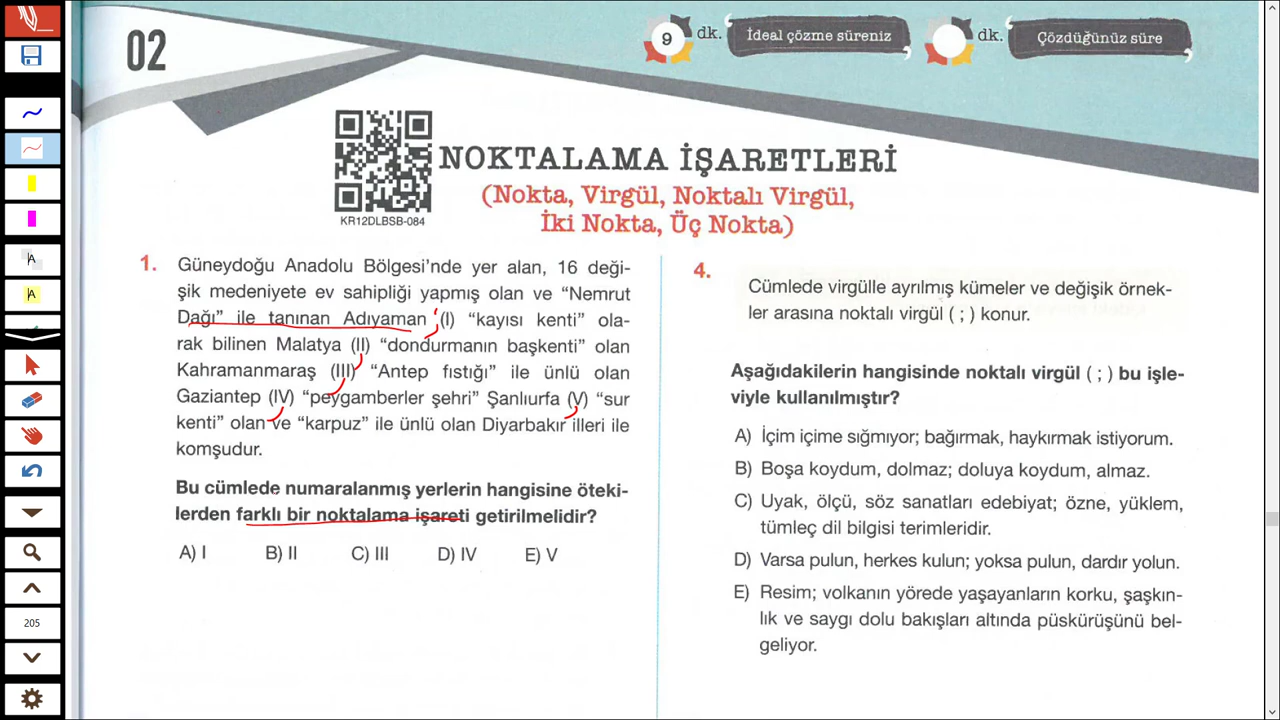 02
9 dk. İdeal çözme süreniz
dk. Çözdüğünüz süre
KR12DLBSB-084
NOKTALAMA İŞARETLERİ
(Nokta, Virgül, Noktalı Virgül,
İki Nokta, Üç Nokta)
1. Güneydoğu Anadolu Bölgesi’nde yer alan, 16 deği-
şik medeniyete ev sahipliği yapmış olan ve “Nemrut
Dağı” ile tanınan Adıyaman (I) “kayısı kenti” ola-
rak bilinen Malatya (II) “dondurmanın başkenti” olan
Kahramanmaraş (III) “Antep fıstığı” ile ünlü olan
Gaziantep (IV) “peygamberler şehri” Şanlıurfa (V) “sur
kenti” olan ve “karpuz” ile ünlü olan Diyarbakır illeri ile
komşudur.
Bu cümlede numaralanmış yerlerin hangisine öteki-
lerden farklı bir noktalama işareti getirilmelidir?
A) I B) II C) III D) IV E) V
4. Cümlede virgülle ayrılmış kümeler ve değişik örnek-
ler arasına noktalı virgül ( ; ) konur.
Aşağıdakilerin hangisinde noktalı virgül ( ; ) bu işle-
viyle kullanılmıştır?
A) İçim içime sığmıyor; bağırmak, haykırmak istiyorum.
B) Boşa koydum, dolmaz; doluya koydum, almaz.
C) Uyak, ölçü, söz sanatları edebiyat; özne, yüklem,
tümleç dil bilgisi terimleridir.
D) Varsa pulun, herkes kulun; yoksa pulun, dardır yolun.
E) Resim; volkanın yörede yaşayanların korku, şaşkın-
lık ve saygı dolu bakışları altında püskürüşünü bel-
geliyor.
A
A
205